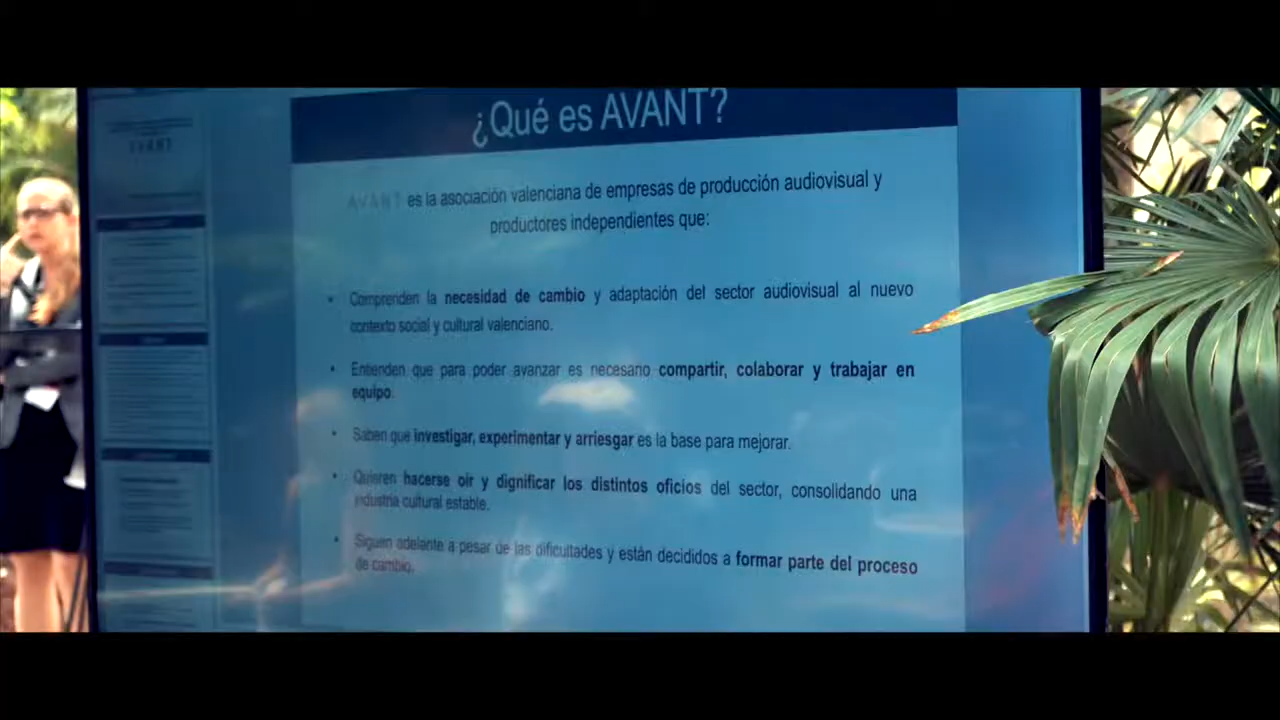 ¿Qué es AVANT?
AVANT es la asociación valenciana de empresas de producción audiovisual y
productores independientes que:
• Comprenden la necesidad de cambio y adaptación del sector audiovisual al nuevo
contexto social y cultural valenciano.
• Entienden que para poder avanzar es necesario compartir, colaborar y trabajar en
equipo.
• Saben que investigar, experimentar y arriesgar es la base para mejorar.
• Quieren hacerse oir y dignificar los distintos oficios del sector, consolidando una
industria cultural estable.
• Siguen adelante a pesar de las dificultades y están decididos a formar parte del proceso
de cambio.
AVANT